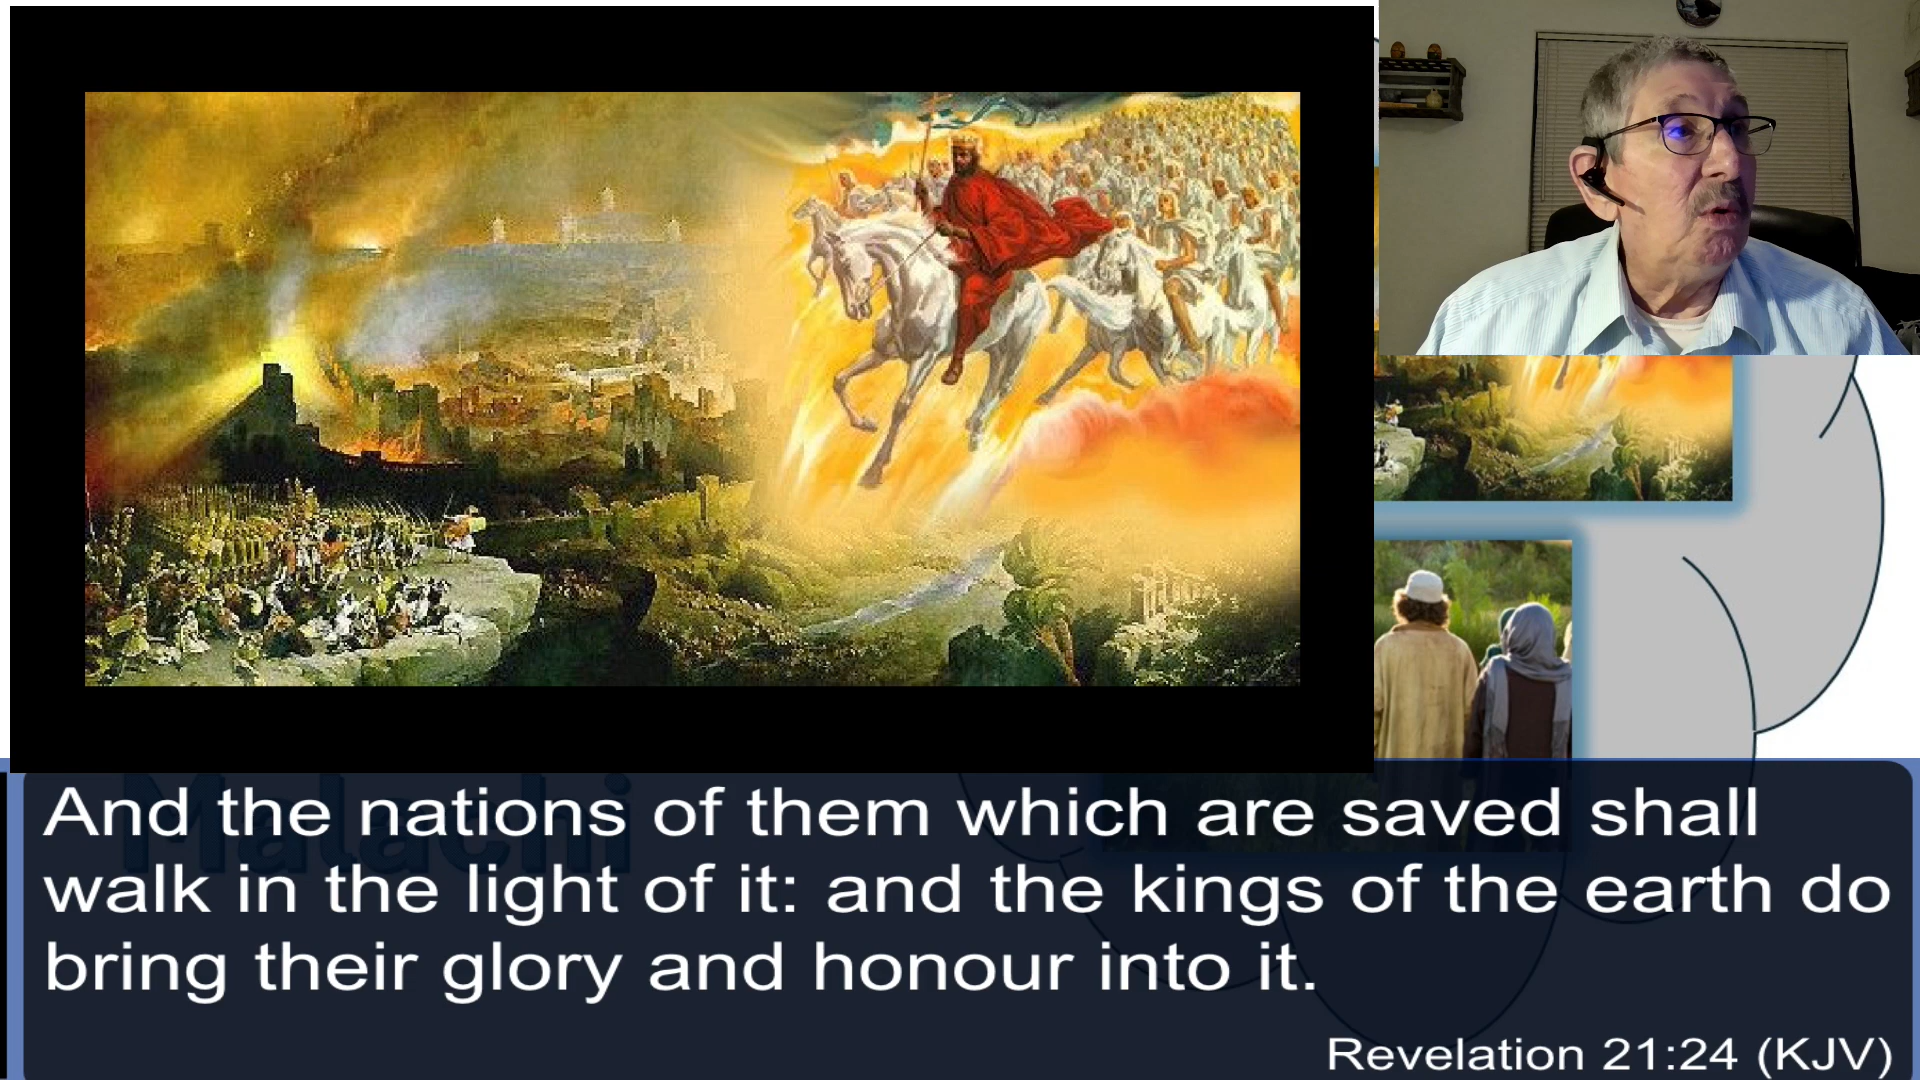 Malachi
And the nations of them which are saved shall
walk in the light of it: and the kings of the earth do
bring their glory and honour into it.
Revelation 21:24 (KJV)